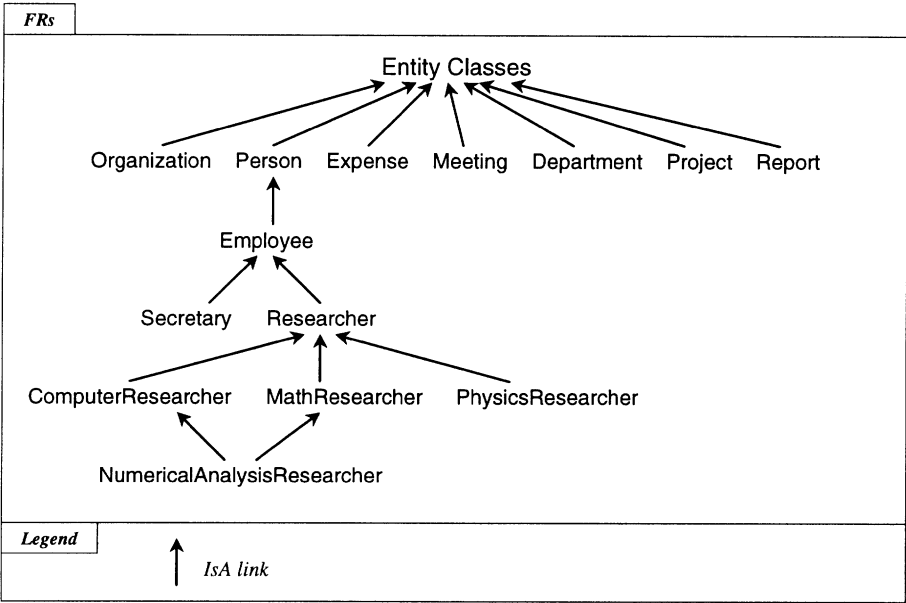 FRs
Entity Classes
Organization Person Expense Meeting Department Project Report
Employee
Secretary Researcher
ComputerResearcher MathResearcher PhysicsResearcher
NumericalAnalysisResearcher
Legend
IsA link